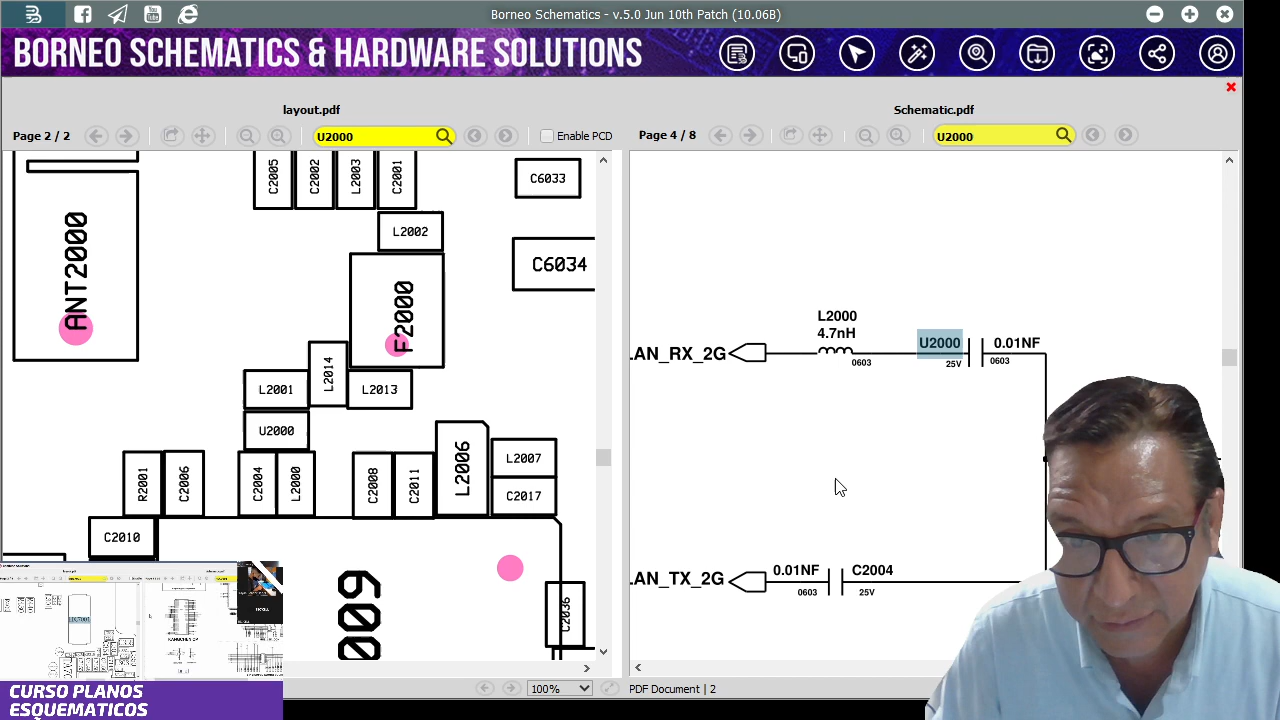 Borneo Schematics - v.5.0 Jun 10th Patch (10.06B)
BORNEO SCHEMATICS & HARDWARE SOLUTIONS
layout.pdf
Schematic.pdf
Page 2 / 2
U2000
Enable PCD
Page 4 / 8
U2000
ANT2000
C2005
C2002
L2003
C2001
C6033
L2002
C6034
F2000
L2014
L2001
L2013
U2000
R2001
C2006
C2004
L2000
C2008
C2011
L2006
L2007
C2017
C2010
009
C2036
L2000
4.7nH
0603
LAN_RX_2G
U2000
25V
0.01NF
0603
LAN_TX_2G
0.01NF
0603
C2004
25V
100%
PDF Document | 2
CURSO PLANOS
ESQUEMATICOS